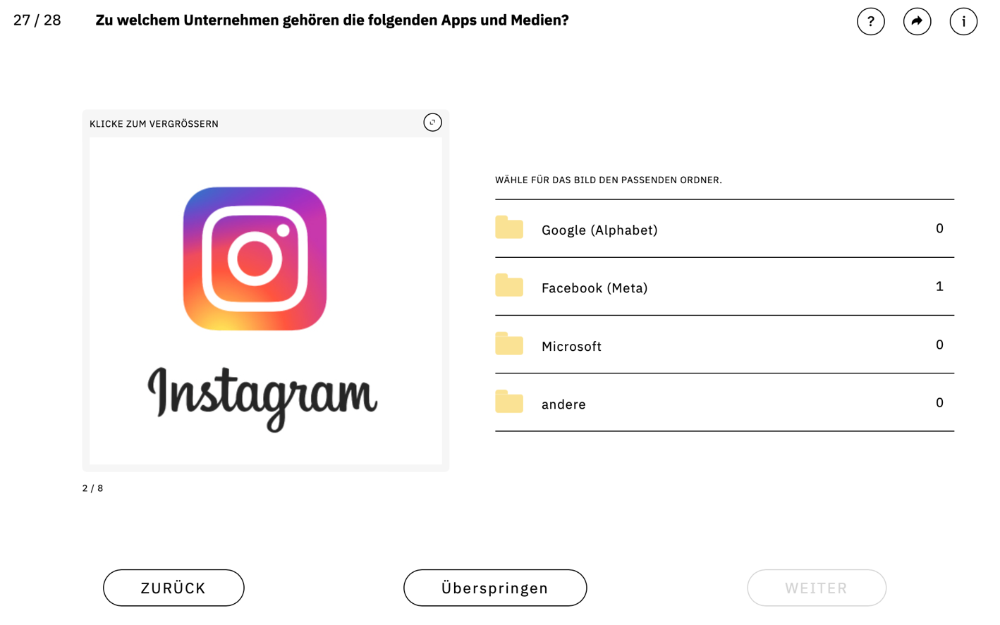 27 / 28
Zu welchem Unternehmen gehören die folgenden Apps und Medien?
?
i
KLICKE ZUM VERGRÖSSERN
Instagram
2 / 8
WÄHLE FÜR DAS BILD DEN PASSENDEN ORDNER.
Google (Alphabet) 0
Facebook (Meta) 1
Microsoft 0
andere 0
ZURÜCK
Überspringen
WEITER